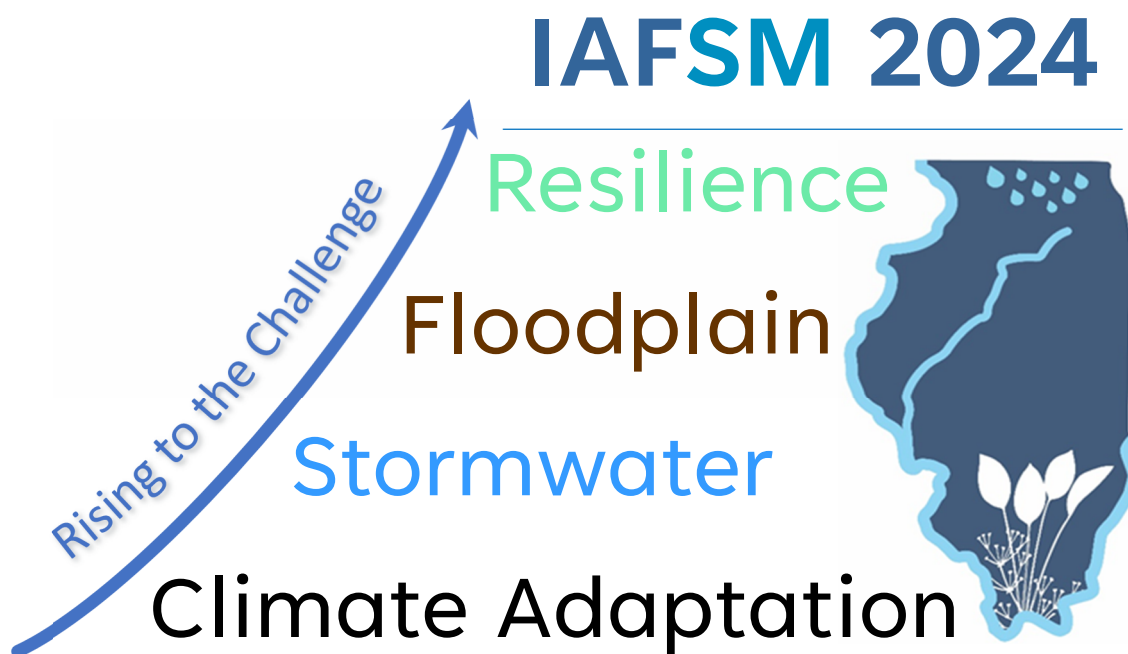 IAFSM 2024
Resilience
Rising to the Challenge
Floodplain
Stormwater
Climate Adaptation